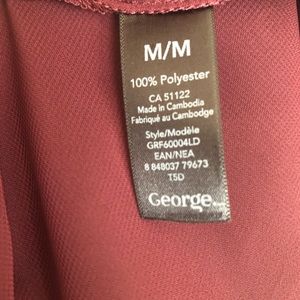 M/M
100% Polyester
CA 51122
Made in Cambodia
Fabriqué au Cambodge
Style/Modèle
GRF60004LD
EAN/NEA
8 848037 79673
T5D
George